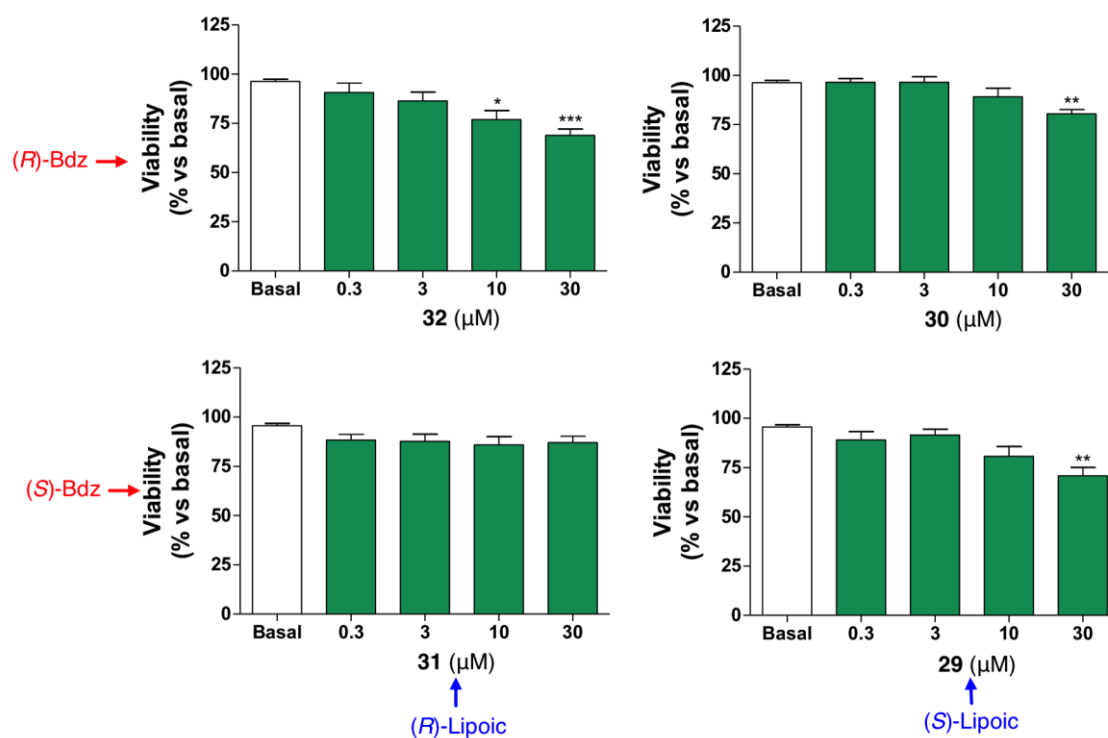 125
100
75
50
25
0
Viability
(% vs basal)
*
***
Basal 0.3 3 10 30
32 (µM)
125
100
75
50
25
0
Viability
(% vs basal)
**
Basal 0.3 3 10 30
30 (µM)
(R)-Bdz
125
100
75
50
25
0
Viability
(% vs basal)
Basal 0.3 3 10 30
31 (µM)
125
100
75
50
25
0
Viability
(% vs basal)
**
Basal 0.3 3 10 30
29 (µM)
(S)-Bdz
(R)-Lipoic
(S)-Lipoic